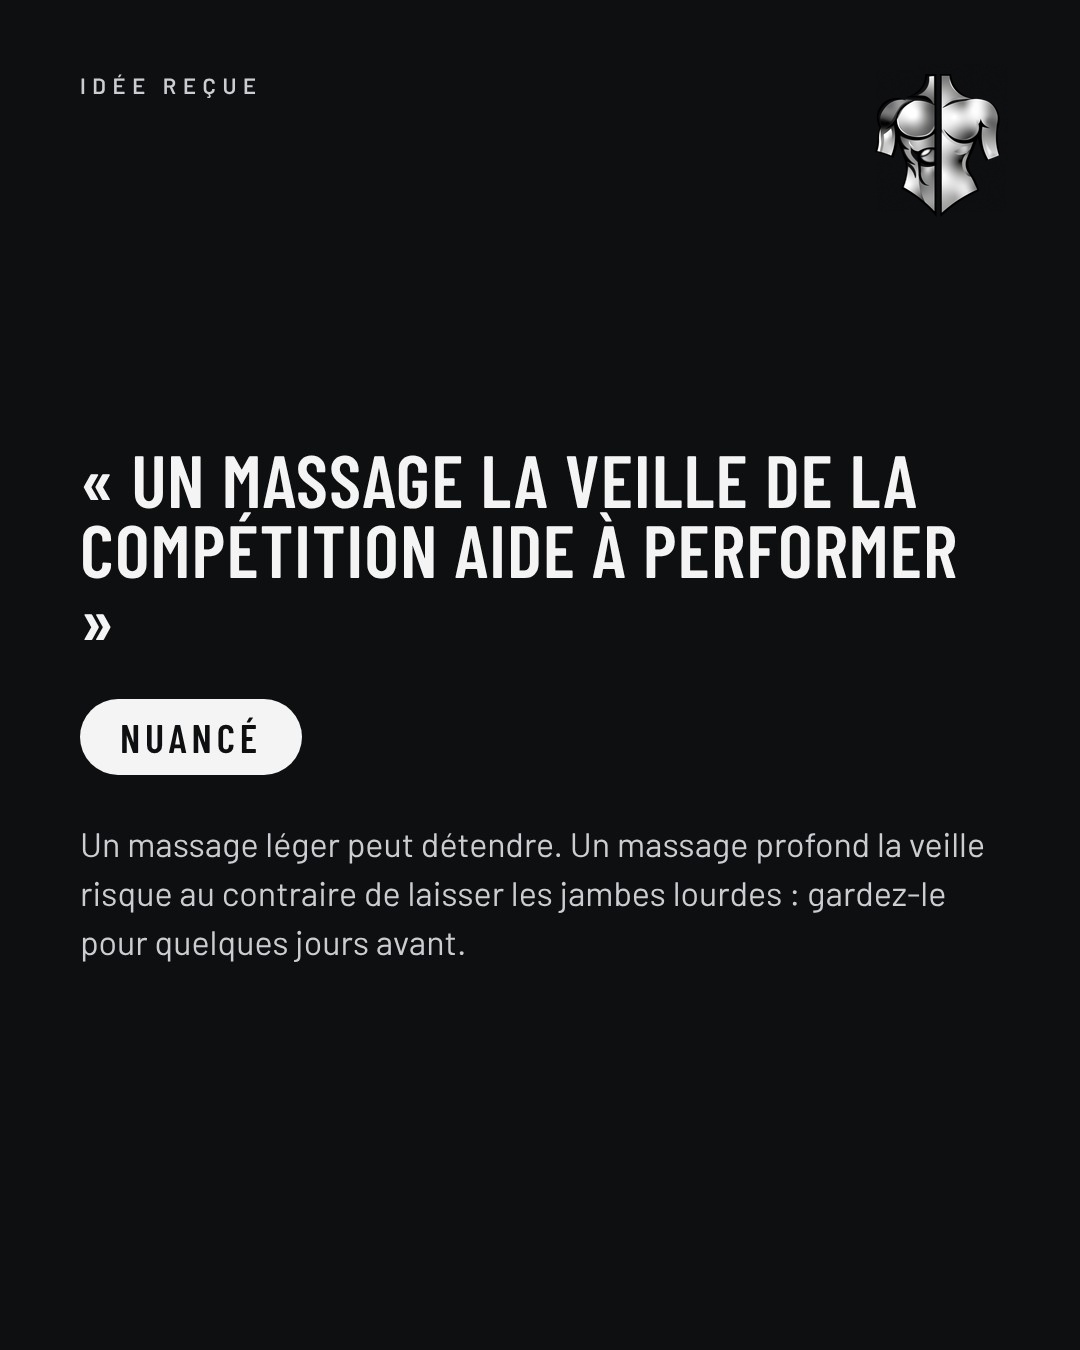 IDÉE REÇUE
« UN MASSAGE LA VEILLE DE LA
COMPÉTITION AIDE À PERFORMER
»
NUANCÉ
Un massage léger peut détendre. Un massage profond la veille
risque au contraire de laisser les jambes lourdes : gardez-le
pour quelques jours avant.